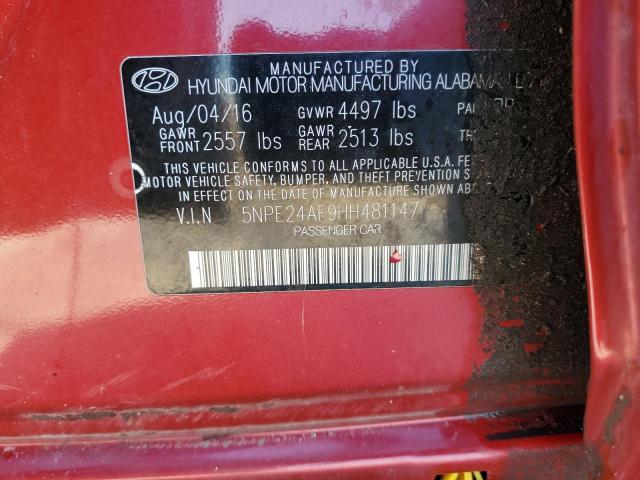 MANUFACTURED BY
HYUNDAI MOTOR MANUFACTURING ALABAMA
Aug/04/16 GVWR 4497 lbs
GAWR FRONT 2557 lbs GAWR REAR 2513 lbs
THIS VEHICLE CONFORMS TO ALL APPLICABLE U.S.A.
MOTOR VEHICLE SAFETY, BUMPER, AND THEFT PREVENTION
IN EFFECT ON THE DATE OF MANUFACTURE SHOWN ABOVE
V.I.N 5NPE24AF9HH481147
PASSENGER CAR